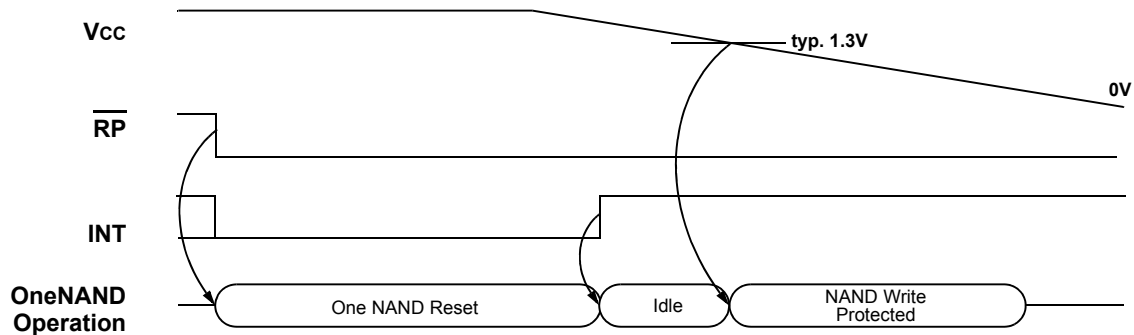 Vcc
typ. 1.3V
0V
RP
INT
OneNAND
Operation
One NAND Reset
Idle
NAND Write
Protected